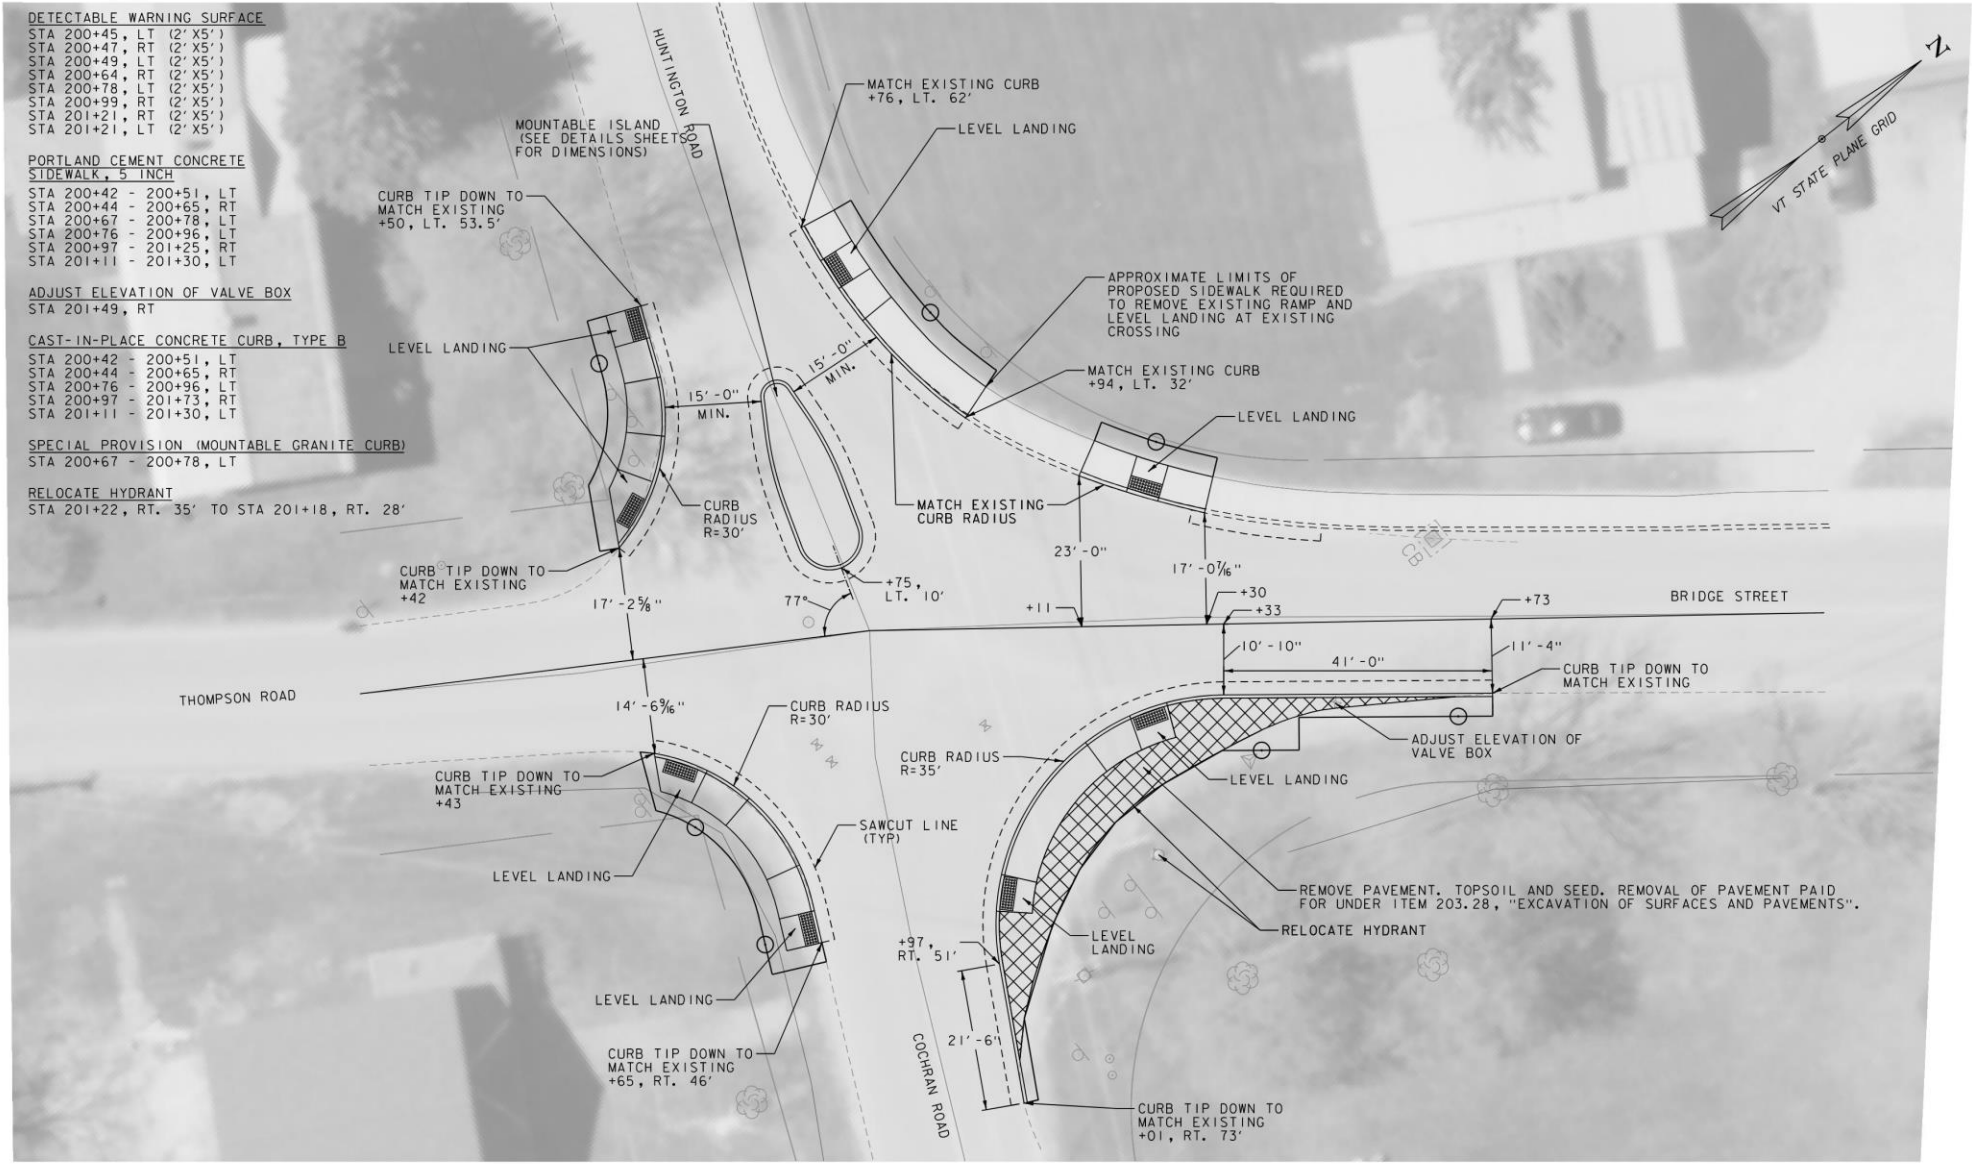 DETECTABLE WARNING SURFACE
STA 200+45, LT (2'X5')
STA 200+47, RT (2'X5')
STA 200+49, LT (2'X5')
STA 200+64, RT (2'X5')
STA 200+78, LT (2'X5')
STA 200+99, RT (2'X5')
STA 201+21, RT (2'X5')
STA 201+21, LT (2'X5')
PORTLAND CEMENT CONCRETE
SIDEWALK, 5 INCH
STA 200+42 - 200+51, LT
STA 200+44 - 200+65, RT
STA 200+67 - 200+78, LT
STA 200+76 - 200+96, LT
STA 200+97 - 201+25, RT
STA 201+11 - 201+30, LT
ADJUST ELEVATION OF VALVE BOX
STA 201+49, RT
CAST-IN-PLACE CONCRETE CURB, TYPE B
STA 200+42 - 200+51, LT
STA 200+44 - 200+65, RT
STA 200+76 - 200+96, LT
STA 200+97 - 201+73, RT
STA 201+11 - 201+30, LT
SPECIAL PROVISION (MOUNTABLE GRANITE CURB)
STA 200+67 - 200+78, LT
RELOCATE HYDRANT
STA 201+22, RT. 35' TO STA 201+18, RT. 28'
HUNTINGTON ROAD
MOUNTABLE ISLAND
(SEE DETAILS SHEETS
FOR DIMENSIONS)
MATCH EXISTING CURB
+76, LT. 62'
LEVEL LANDING
N
VT STATE PLANE GRID
CURB TIP DOWN TO
MATCH EXISTING
+50, LT. 53.5'
APPROXIMATE LIMITS OF
PROPOSED SIDEWALK REQUIRED
TO REMOVE EXISTING RAMP AND
LEVEL LANDING AT EXISTING
CROSSING
LEVEL LANDING
15'-0"
MIN.
15'-0"
MIN.
MATCH EXISTING CURB
+94, LT. 32'
LEVEL LANDING
CURB
RADIUS
R=30'
MATCH EXISTING
CURB RADIUS
CB
23'-0"
17'-0 7/16"
CURB TIP DOWN TO
MATCH EXISTING
+42
17'-2 5/8"
77°
+75,
LT. 10'
+11
+30
+33
+73
BRIDGE STREET
10'-10"
41'-0"
11'-4"
CURB TIP DOWN TO
MATCH EXISTING
THOMPSON ROAD
14'-6 9/16"
CURB RADIUS
R=30'
CURB RADIUS
R=35'
ADJUST ELEVATION OF
VALVE BOX
CURB TIP DOWN TO
MATCH EXISTING
+43
LEVEL LANDING
SAWCUT LINE
(TYP)
LEVEL LANDING
REMOVE PAVEMENT. TOPSOIL AND SEED. REMOVAL OF PAVEMENT PAID
FOR UNDER ITEM 203.28, "EXCAVATION OF SURFACES AND PAVEMENTS".
RELOCATE HYDRANT
LEVEL
LANDING
+97,
RT. 51'
LEVEL LANDING
21'-6"
CURB TIP DOWN TO
MATCH EXISTING
+65, RT. 46'
COCHRAN ROAD
CURB TIP DOWN TO
MATCH EXISTING
+01, RT. 73'